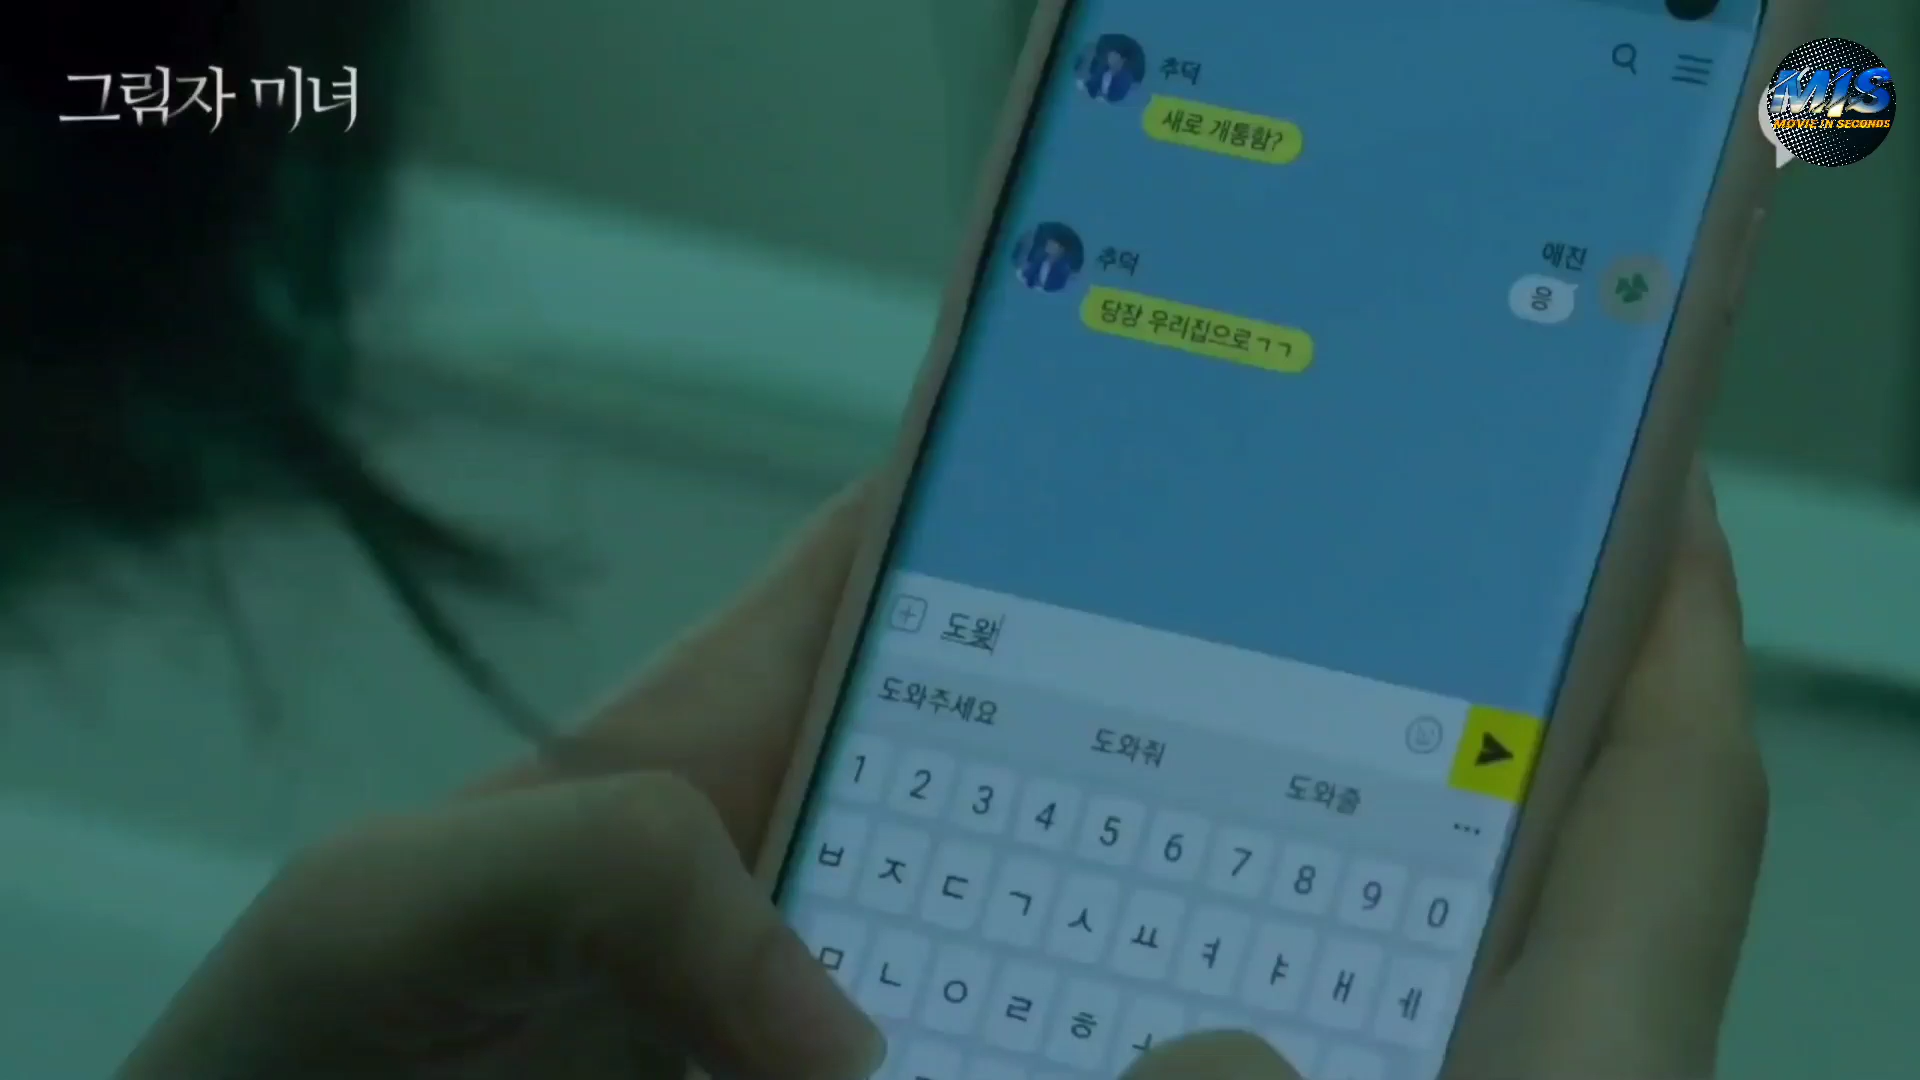 그림자 미녀
MIS
MOVIE IN SECONDS
추덕
새로 개통함?
애진
응
추덕
당장 우리집으로ㄱㄱ
도왖
도와주세요 도와줘 도와줄
1 2 3 4 5 6 7 8 9 0
ㅂ ㅈ ㄷ ㄱ ㅅ ㅛ ㅕ ㅑ ㅐ ㅔ
ㅁ ㄴ ㅇ ㄹ ㅎ ㅗ